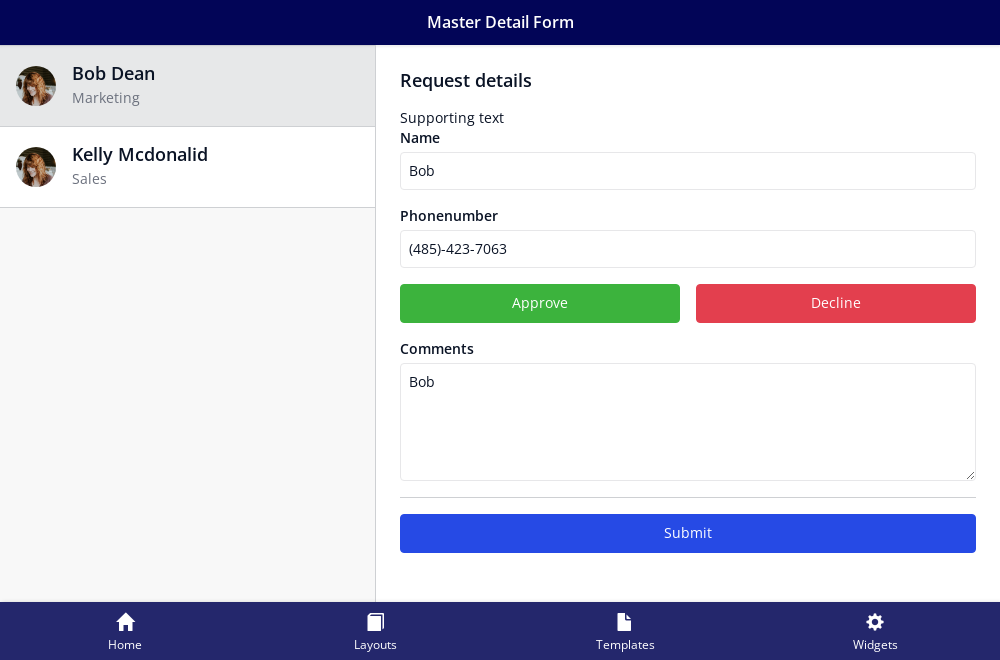 Master Detail Form
Bob Dean
Marketing
Kelly Mcdonalid
Sales
Request details
Supporting text
Name
Bob
Phonenumber
(485)-423-7063
Approve
Decline
Comments
Bob
Submit
Home
Layouts
Templates
Widgets